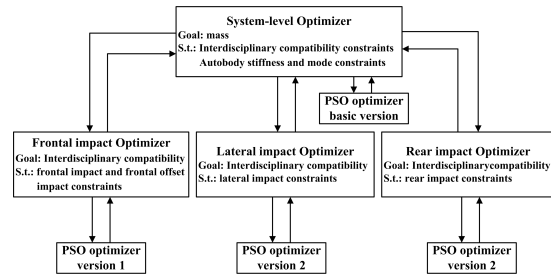 System-level Optimizer
Goal: mass
S.t.: Interdisciplinary compatibility constraints
Autobody stiffness and mode constraints
PSO optimizer
basic version
Frontal impact Optimizer
Goal: Interdisciplinary compatibility
S.t.: frontal impact and frontal offset
impact constraints
Lateral impact Optimizer
Goal: Interdisciplinary compatibility
S.t.: lateral impact constraints
Rear impact Optimizer
Goal: Interdisciplinarycompatibility
S.t.: rear impact constraints
PSO optimizer
version 1
PSO optimizer
version 2
PSO optimizer
version 2